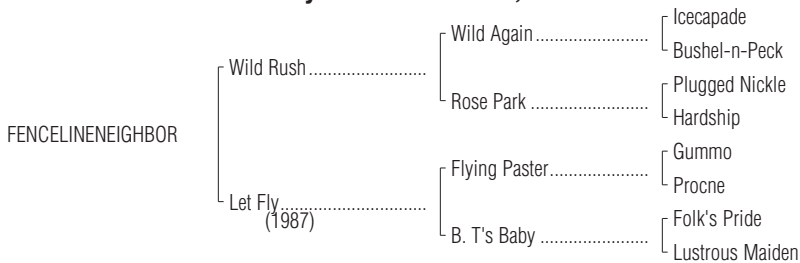 Icecapade
Wild Again
Bushel-n-Peck
Wild Rush
Plugged Nickle
Rose Park
Hardship
FENCELINENEIGHBOR
Gummo
Flying Paster
Procne
Let Fly
(1987)
Folk's Pride
B. T's Baby
Lustrous Maiden